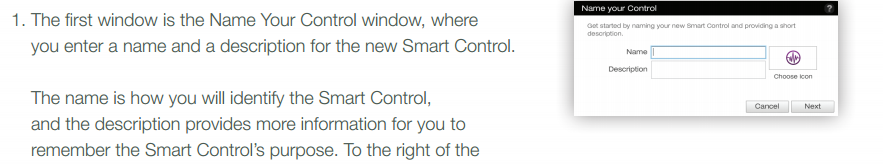 1. The first window is the Name Your Control window, where
you enter a name and a description for the new Smart Control.
The name is how you will identify the Smart Control,
and the description provides more information for you to
remember the Smart Control's purpose. To the right of the
Name your Control ?
Get started by naming your new Smart Control and providing a short
description.
Name
Description
Choose Icon
Cancel Next